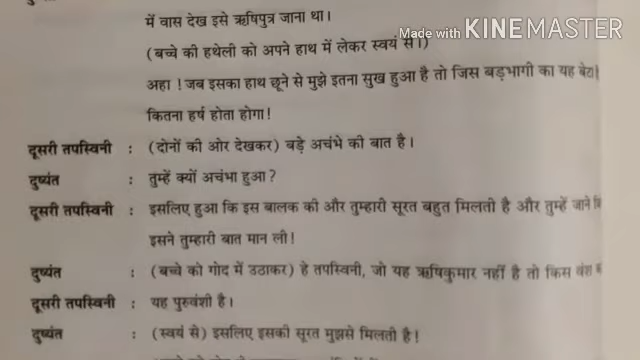 में वास देख इसे ऋषिपुत्र जाना था।
Made with KINEMASTER
(बच्चे की हथेली को अपने हाथ में लेकर स्वयं से।)
अहा ! जब इसका हाथ छूने से मुझे इतना सुख हुआ है तो जिस बड़भागी का यह बेटा
कितना हर्ष होता होगा!
दूसरी तपस्विनी : (दोनों की ओर देखकर) बड़े अचंभे की बात है।
दुष्यंत : तुम्हें क्यों अचंभा हुआ?
दूसरी तपस्विनी : इसलिए हुआ कि इस बालक की और तुम्हारी सूरत बहुत मिलती है और तुम्हें जाने
इसने तुम्हारी बात मान ली!
दुष्यंत : (बच्चे को गोद में उठाकर) हे तपस्विनी, जो यह ऋषिकुमार नहीं है तो किस वंश
दूसरी तपस्विनी : यह पुरुवंशी है।
दुष्यंत : (स्वयं से) इसलिए इसकी सूरत मुझसे मिलती है!